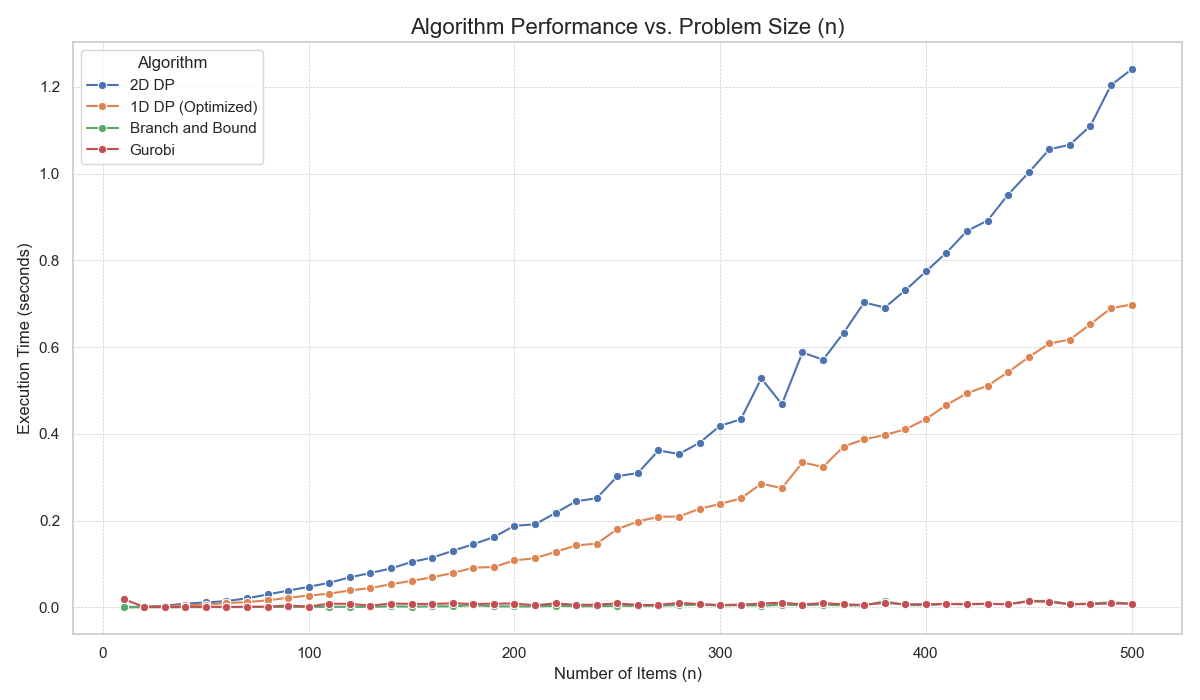 Algorithm Performance vs. Problem Size (n)
Algorithm
2D DP
1D DP (Optimized)
Branch and Bound
Gurobi
Execution Time (seconds)
1.2
1.0
0.8
0.6
0.4
0.2
0.0
0 100 200 300 400 500
Number of Items (n)